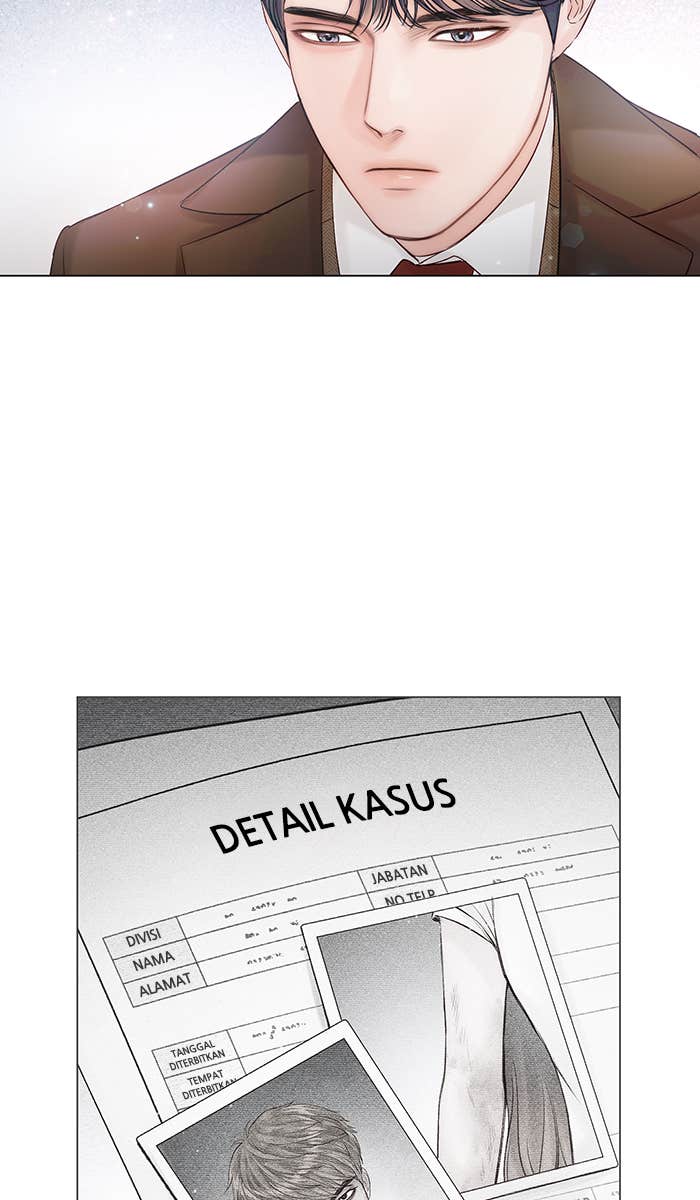 DETAIL KASUS
JABATAN
NO.TELP
DIVISI
NAMA
ALAMAT
TANGGAL
DITERBITKAN
TEMPAT
DITERBITKAN